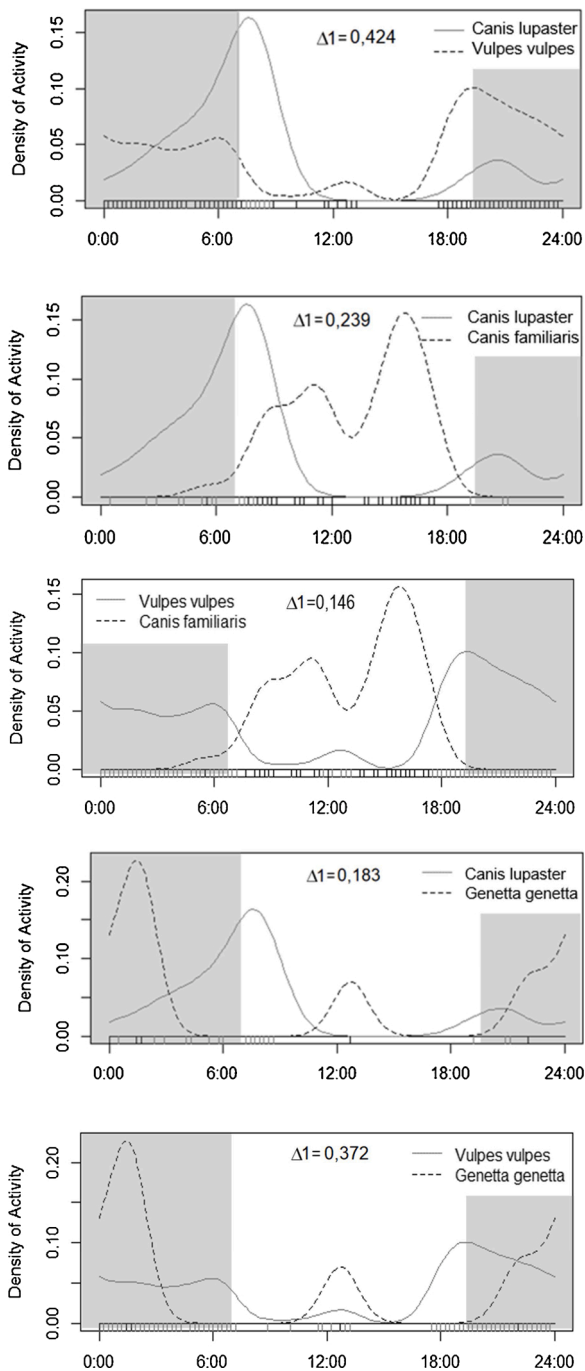 Δ1=0,424
Canis lupaster
Vulpes vulpes
Density of Activity
0.15
0.10
0.05
0.00
0:00 6:00 12:00 18:00 24:00
Δ1=0,239
Canis lupaster
Canis familiaris
Density of Activity
0.15
0.10
0.05
0.00
0:00 6:00 12:00 18:00 24:00
Vulpes vulpes
Canis familiaris
Δ1=0,146
Density of Activity
0.15
0.10
0.05
0.00
0:00 6:00 12:00 18:00 24:00
Δ1=0,183
Canis lupaster
Genetta genetta
Density of Activity
0.20
0.10
0.00
0:00 6:00 12:00 18:00 24:00
Δ1=0,372
Vulpes vulpes
Genetta genetta
Density of Activity
0.20
0.10
0.00
0:00 6:00 12:00 18:00 24:00